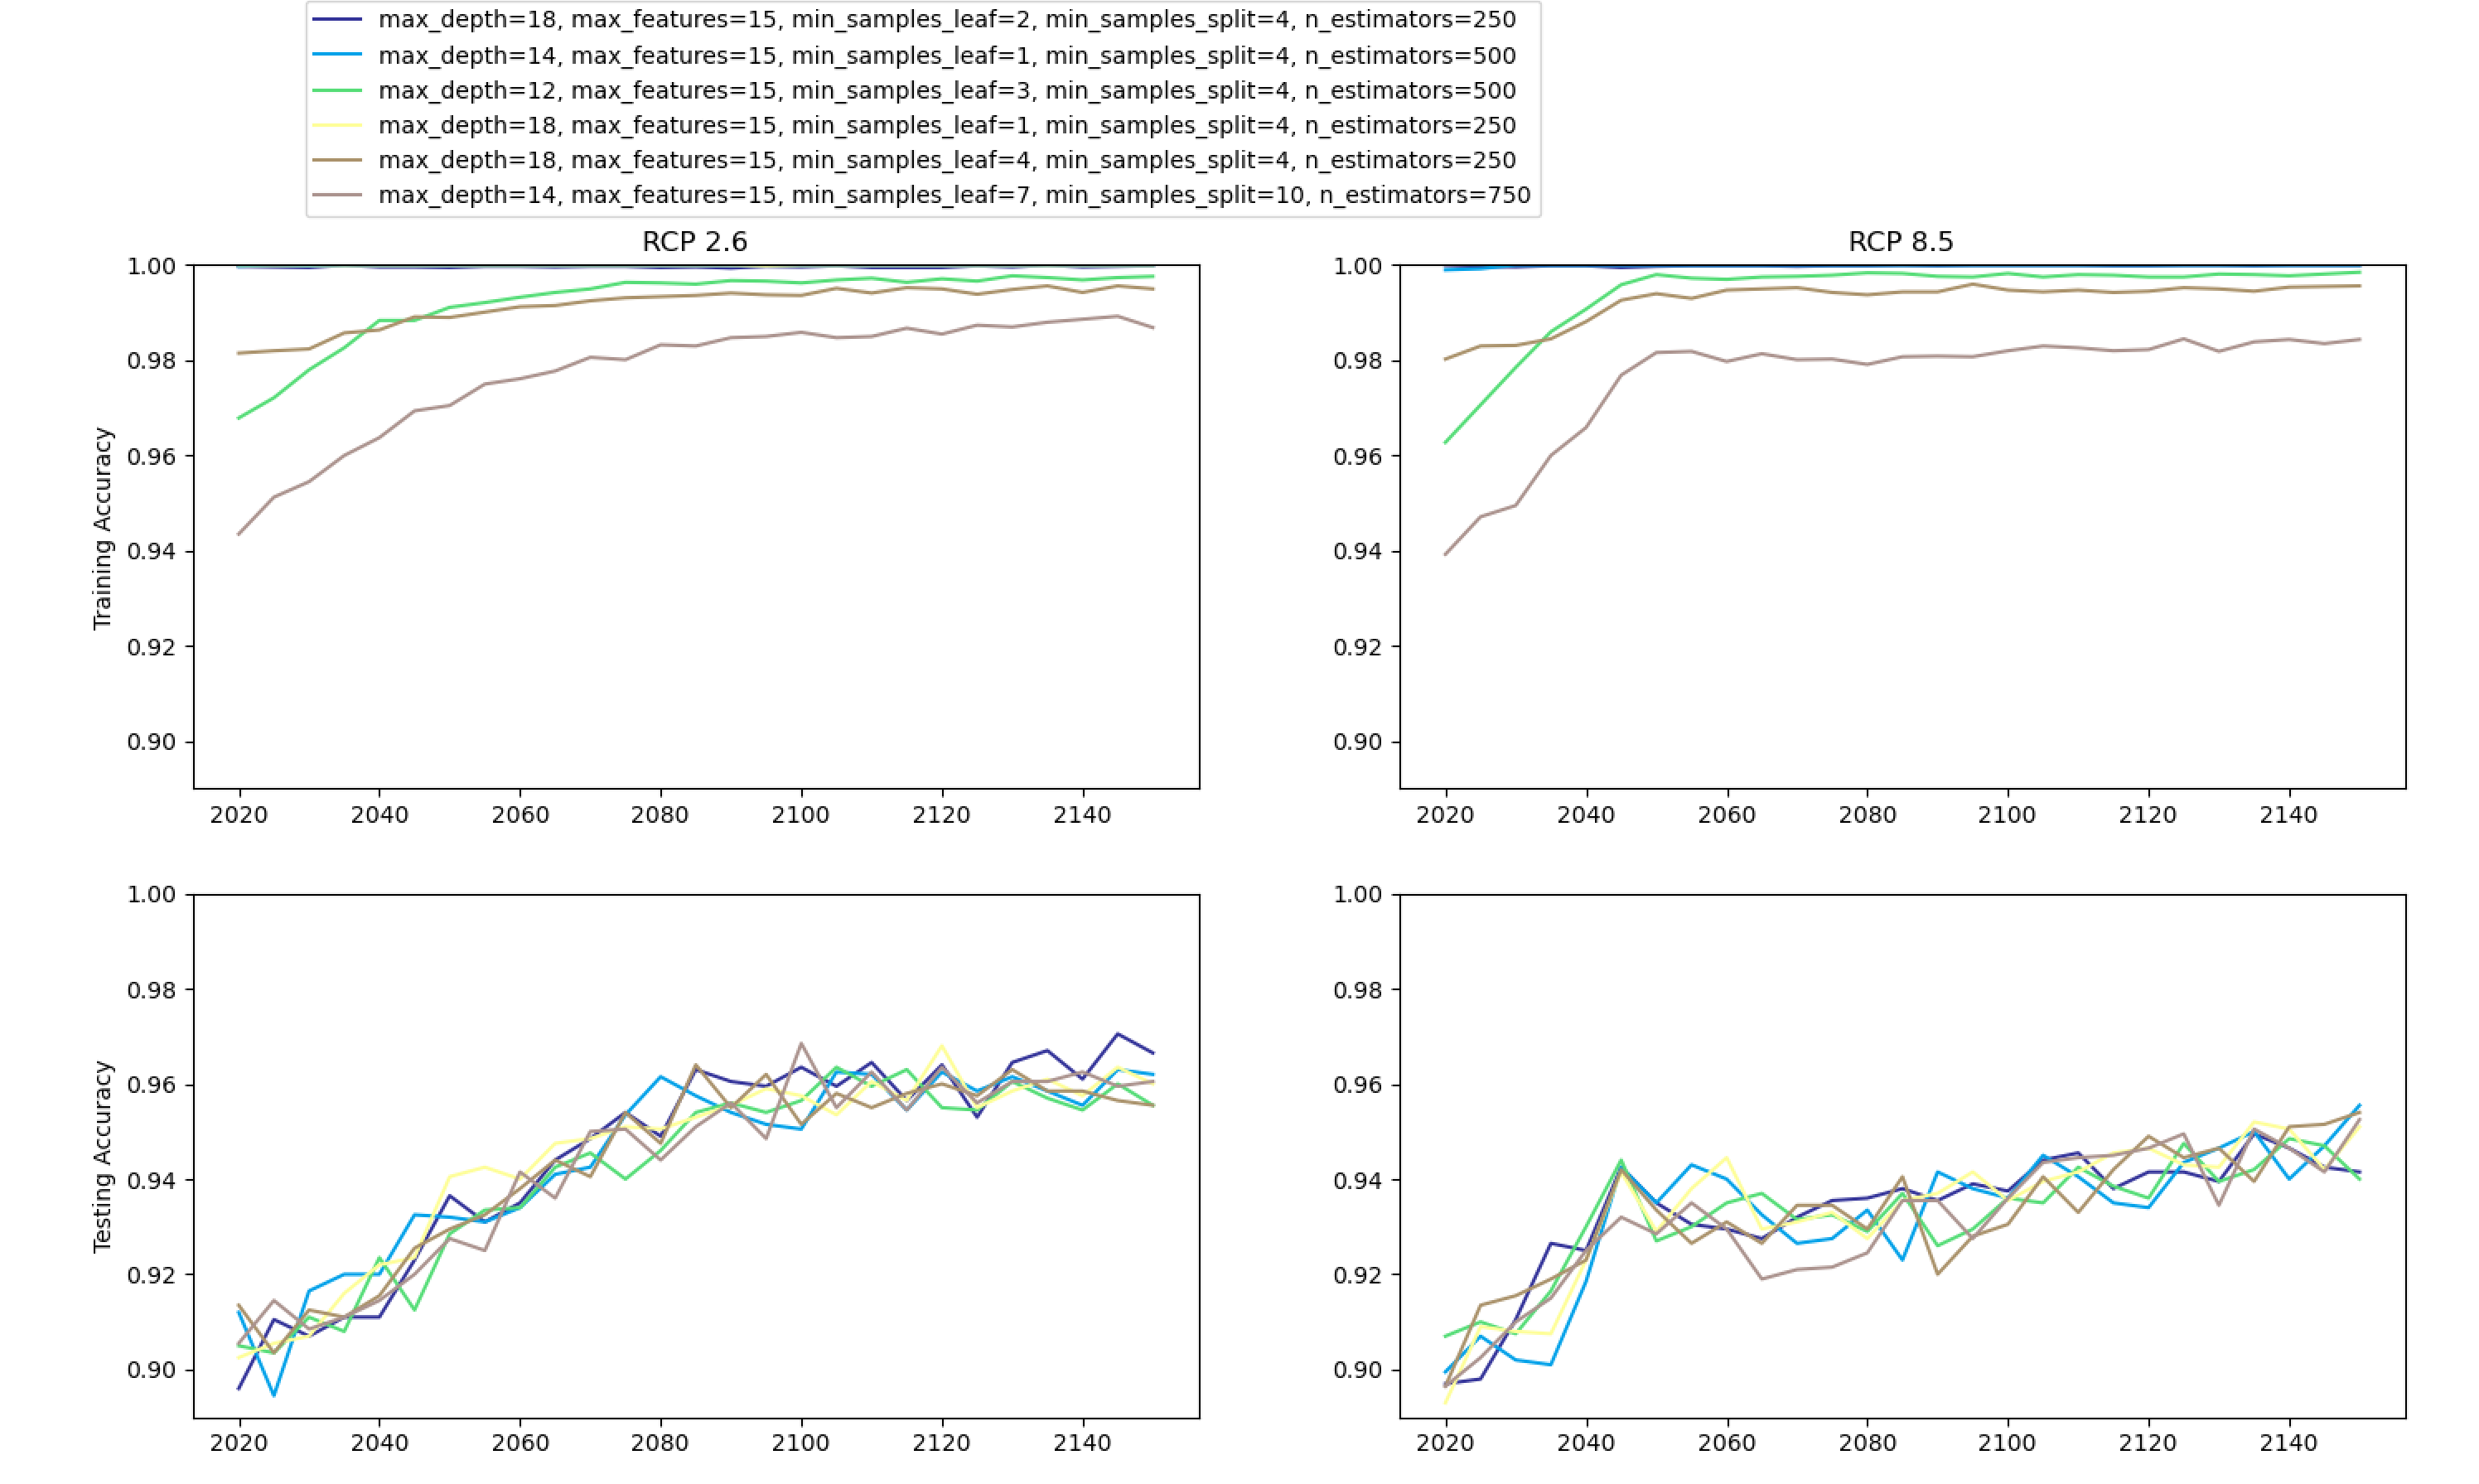 max_depth=18, max_features=15, min_samples_leaf=2, min_samples_split=4, n_estimators=250
max_depth=14, max_features=15, min_samples_leaf=1, min_samples_split=4, n_estimators=500
max_depth=12, max_features=15, min_samples_leaf=3, min_samples_split=4, n_estimators=500
max_depth=18, max_features=15, min_samples_leaf=1, min_samples_split=4, n_estimators=250
max_depth=18, max_features=15, min_samples_leaf=4, min_samples_split=4, n_estimators=250
max_depth=14, max_features=15, min_samples_leaf=7, min_samples_split=10, n_estimators=750
RCP 2.6
Training Accuracy
1.00
0.98
0.96
0.94
0.92
0.90
2020 2040 2060 2080 2100 2120 2140
RCP 8.5
1.00
0.98
0.96
0.94
0.92
0.90
2020 2040 2060 2080 2100 2120 2140
Testing Accuracy
1.00
0.98
0.96
0.94
0.92
0.90
2020 2040 2060 2080 2100 2120 2140
1.00
0.98
0.96
0.94
0.92
0.90
2020 2040 2060 2080 2100 2120 2140